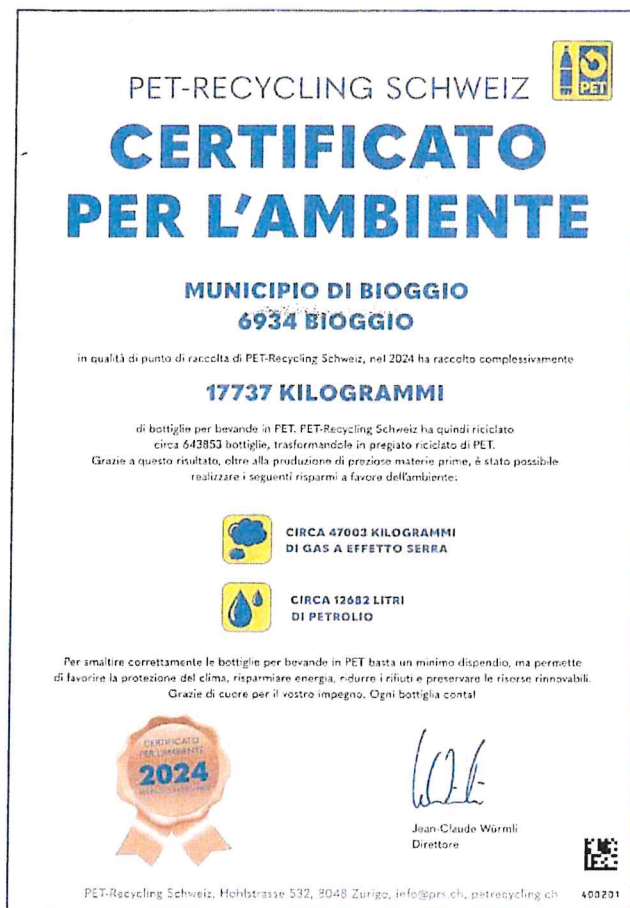 PET-RECYCLING SCHWEIZ
PET
CERTIFICATO
PER L'AMBIENTE
MUNICIPIO DI BIOGGIO
6934 BIOGGIO
in qualità di punto di raccolta di PET-Recycling Schweiz, nel 2024 ha raccolto complessivamente
17737 KILOGRAMMI
di bottiglie per bevande in PET. PET-Recycling Schweiz ha quindi riciclato
circa 643853 bottiglie, trasformandole in pregiato riciclato di PET.
Grazie a questo risultato, oltre alla produzione di preziose materie prime, è stato possibile
realizzare i seguenti risparmi a favore dell'ambiente:
CIRCA 47003 KILOGRAMMI
DI GAS A EFFETTO SERRA
CIRCA 12682 LITRI
DI PETROLIO
Per smaltire correttamente le bottiglie per bevande in PET basta un minimo dispendio, ma permette
di favorire la protezione del clima, risparmiare energia, ridurre i rifiuti e preservare le risorse rinnovabili.
Grazie di cuore per il vostro impegno. Ogni bottiglia conta!
CERTIFICATO
PER L'AMBIENTE
2024
Jean-Claude Würmli
Direttore
PET-Recycling Schweiz, Hohlstrasse 532, 8048 Zurigo, info@prs.ch, petrecycling.ch
400201